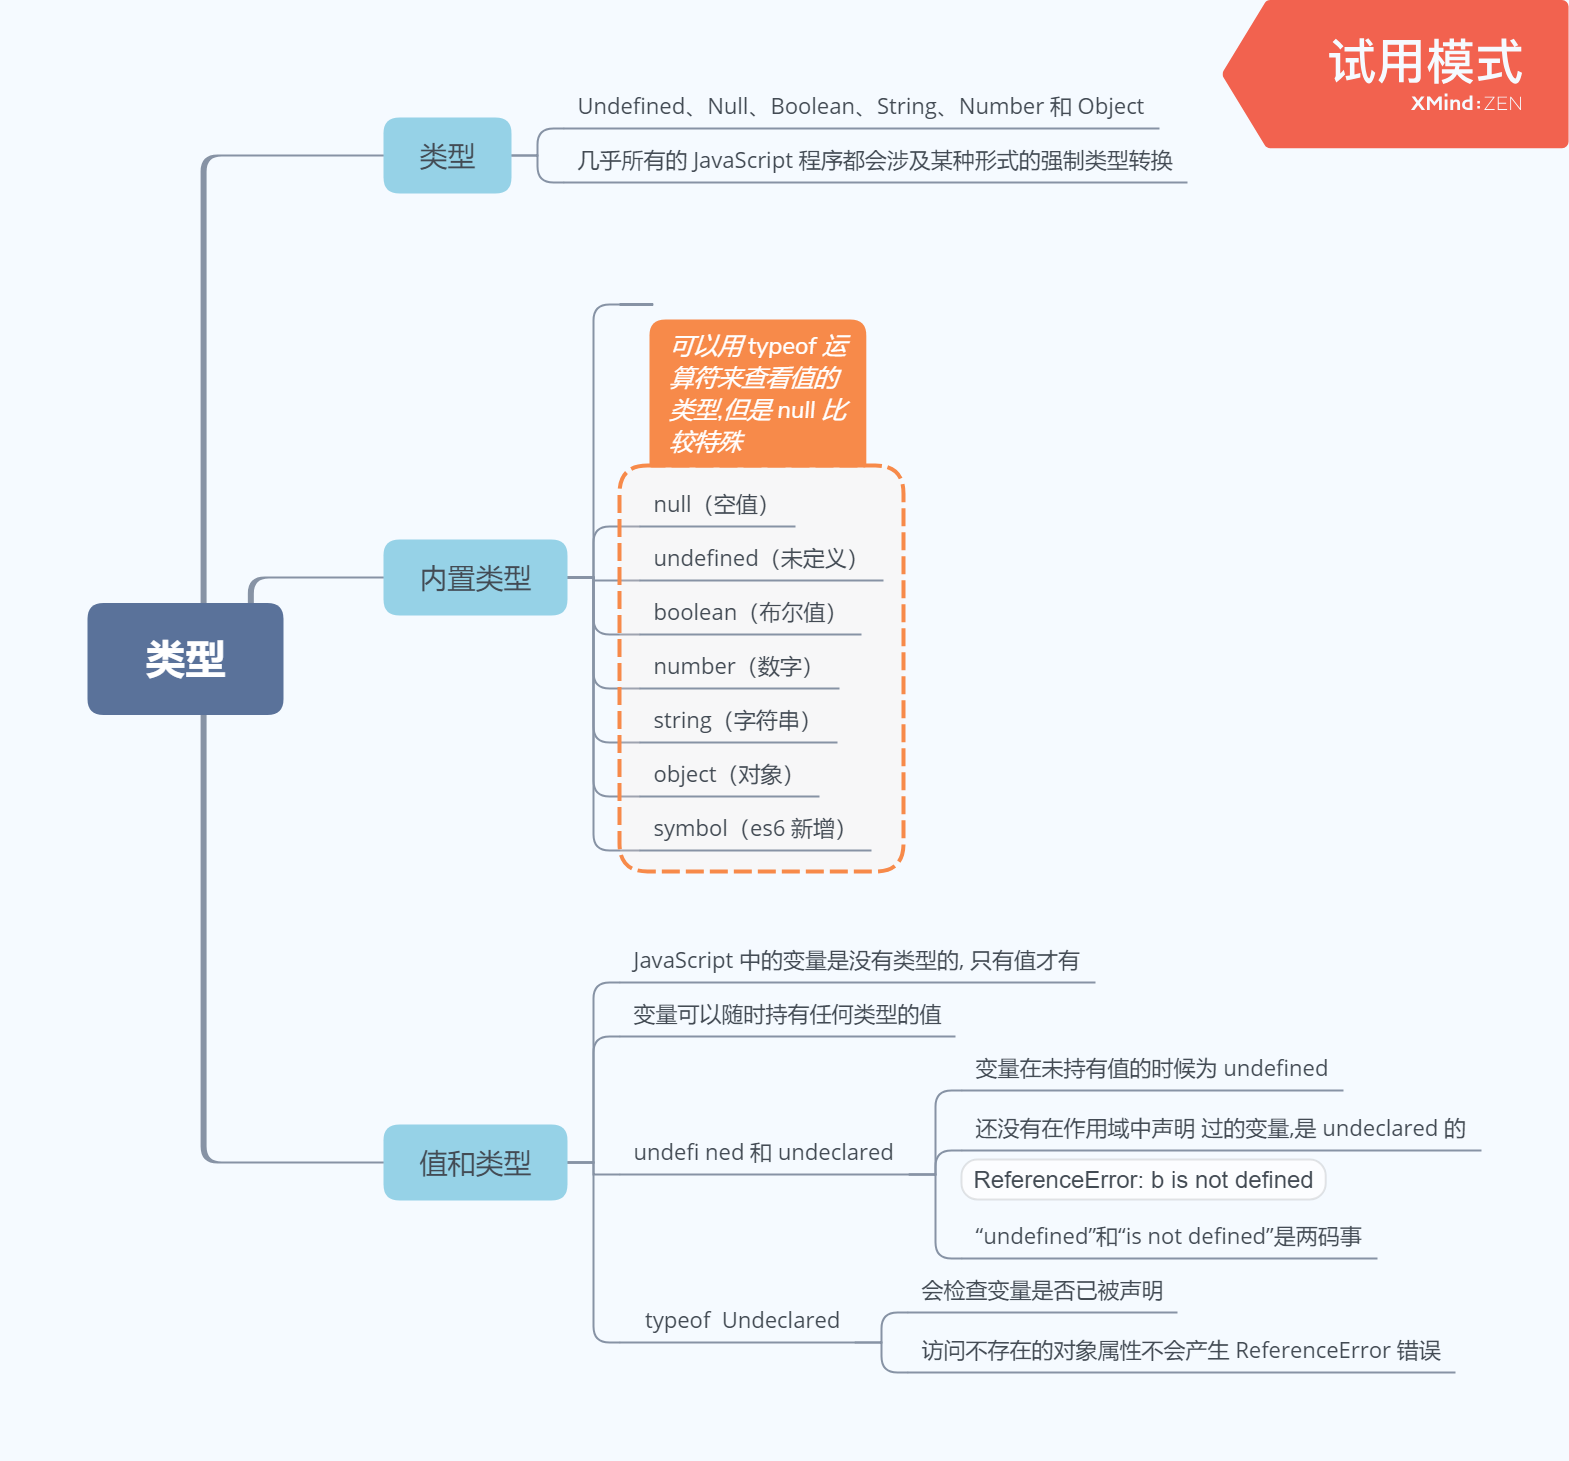 试用模式
XMind:ZEN
类型
类型
Undefined、Null、Boolean、String、Number 和 Object
几乎所有的 JavaScript 程序都会涉及某种形式的强制类型转换
内置类型
可以用 typeof 运
算符来查看值的
类型,但是 null 比
较特殊
null（空值）
undefined（未定义）
boolean（布尔值）
number（数字）
string（字符串）
object（对象）
symbol（es6 新增）
值和类型
JavaScript 中的变量是没有类型的, 只有值才有
变量可以随时持有任何类型的值
undefi ned 和 undeclared
变量在未持有值的时候为 undefined
还没有在作用域中声明 过的变量,是 undeclared 的
ReferenceError: b is not defined
“undefined”和“is not defined”是两码事
typeof  Undeclared
会检查变量是否已被声明
访问不存在的对象属性不会产生 ReferenceError 错误